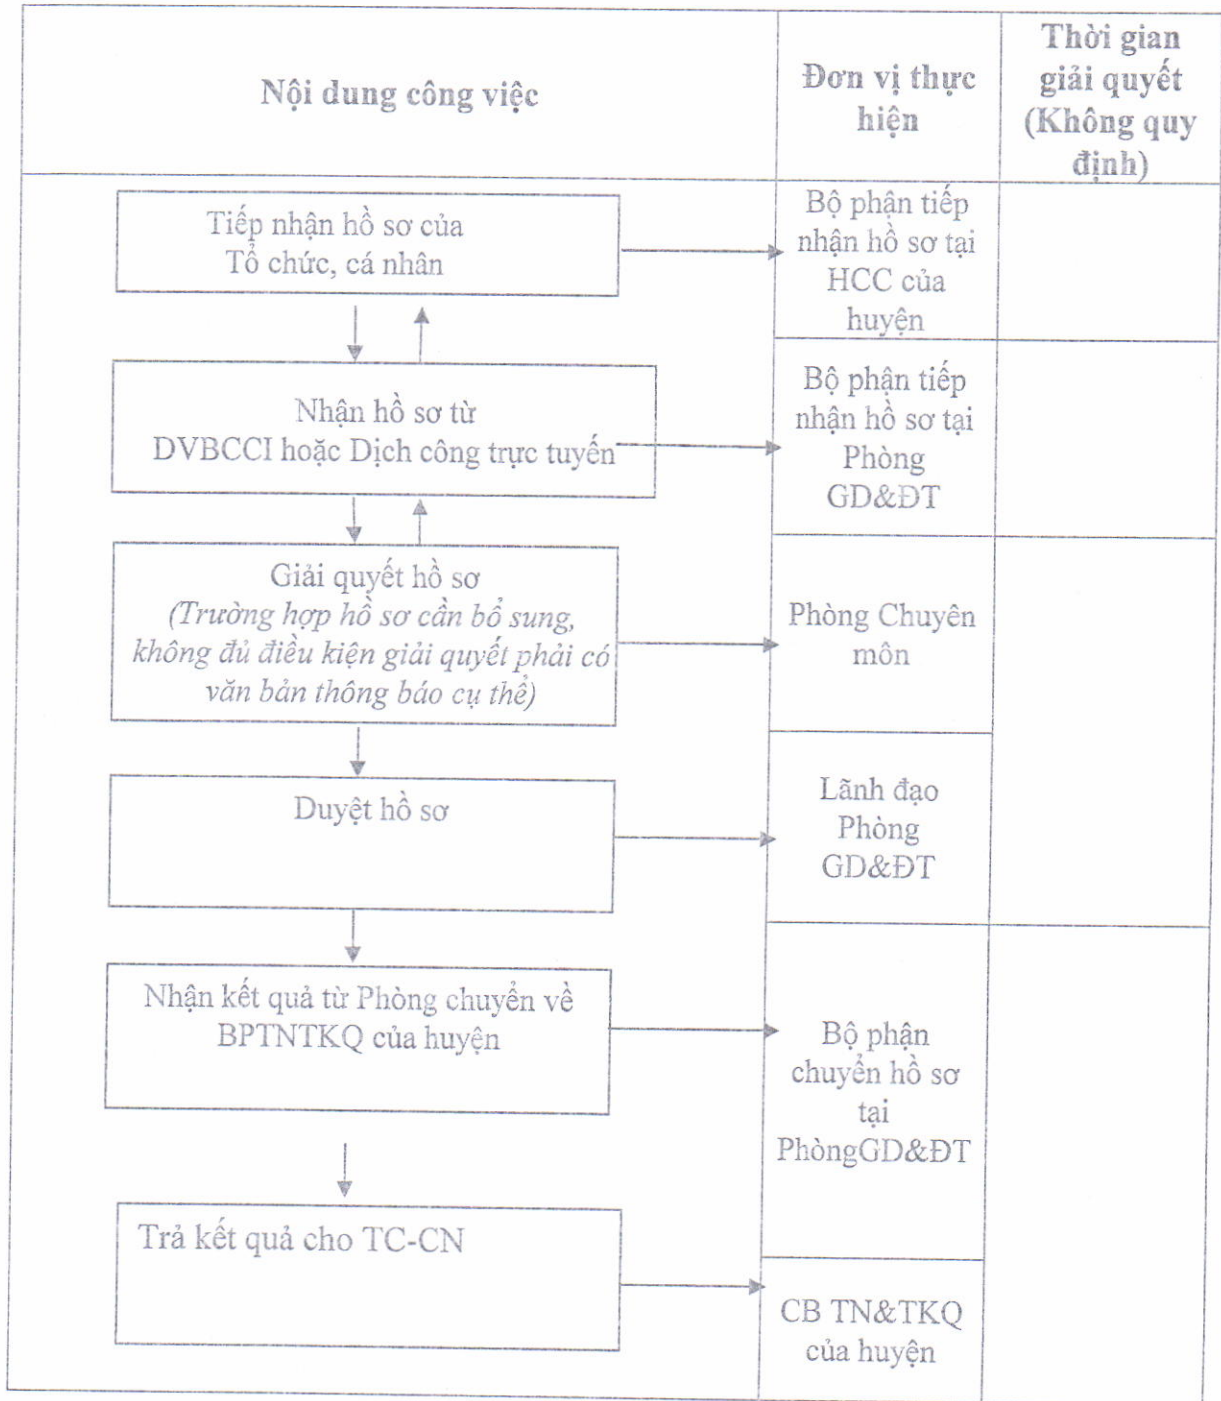 Nội dung công việc
Đơn vị thực
hiện
Thời gian
giải quyết
(Không quy
định)
Tiếp nhận hồ sơ của
Tổ chức, cá nhân
Bộ phận tiếp
nhận hồ sơ tại
HCC của
huyện
Nhận hồ sơ từ
DVBCCI hoặc Dịch công trực tuyến
Bộ phận tiếp
nhận hồ sơ tại
Phòng
GD&ĐT
Giải quyết hồ sơ
(Trường hợp hồ sơ cần bổ sung,
không đủ điều kiện giải quyết phải có
văn bản thông báo cụ thể)
Phòng Chuyên
môn
Duyệt hồ sơ
Lãnh đạo
Phòng
GD&ĐT
Nhận kết quả từ Phòng chuyển về
BPTNTKQ của huyện
Bộ phận
chuyển hồ sơ
tại
PhòngGD&ĐT
Trả kết quả cho TC-CN
CB TN&TKQ
của huyện